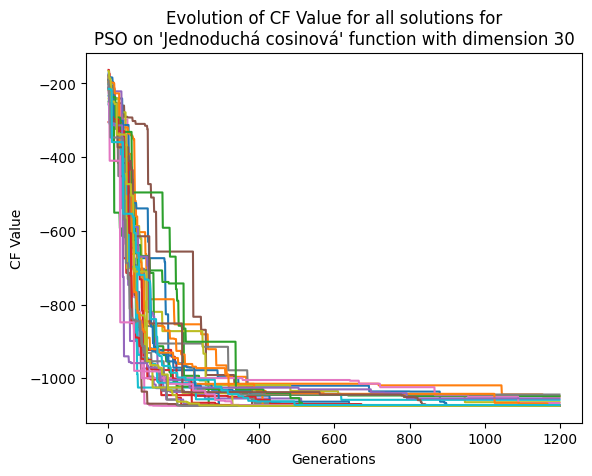 Evolution of CF Value for all solutions for
PSO on 'Jednoduchá cosinová' function with dimension 30
CF Value
−200
−400
−600
−800
−1000
0 200 400 600 800 1000 1200
Generations